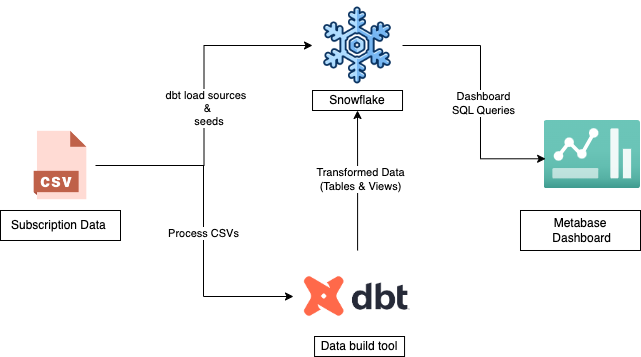 dbt load sources
&
seeds
Snowflake
Dashboard
SQL Queries
CSV
Transformed Data
(Tables & Views)
Subscription Data
Process CSVs
Metabase
Dashboard
dbt
Data build tool